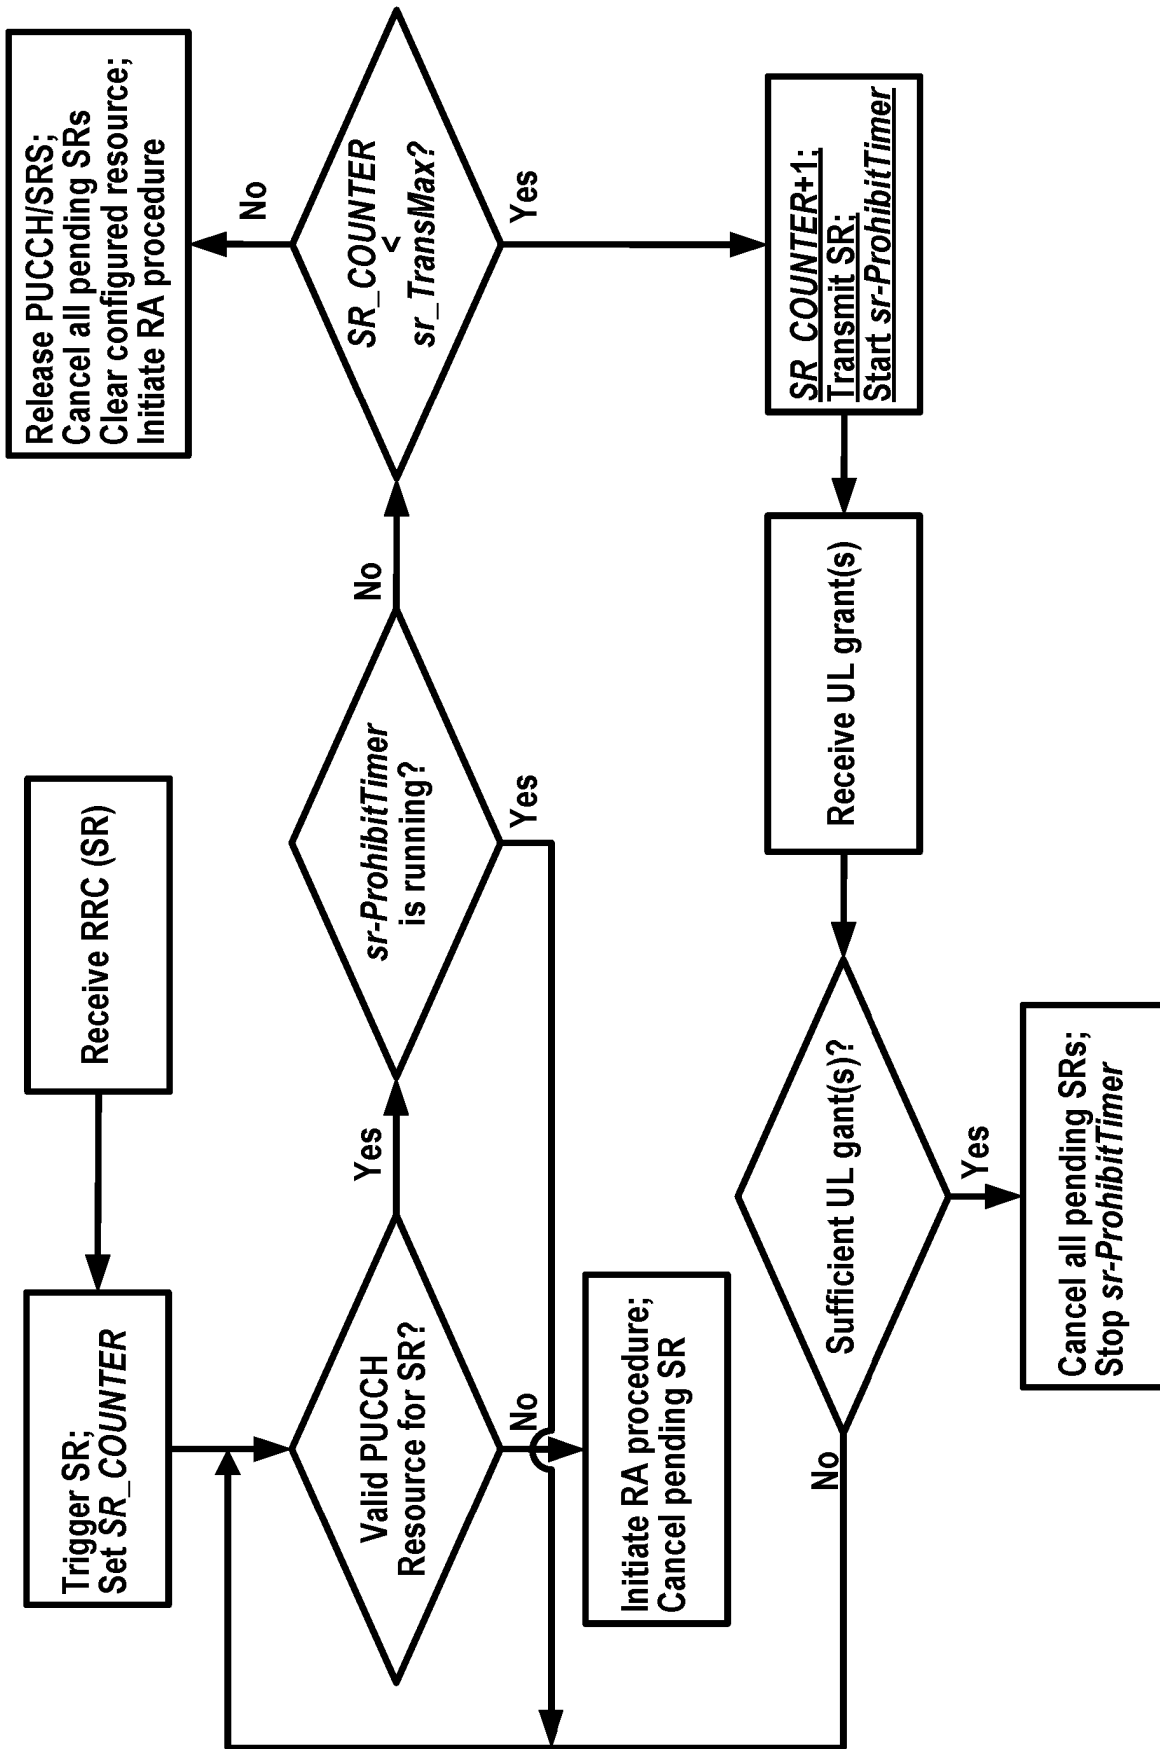 Receive RRC (SR)
Trigger SR;
Set SR_COUNTER
Valid PUCCH
Resource for SR?
Yes
No
Initiate RA procedure;
Cancel pending SR
sr-ProhibitTimer
is running?
No
Yes
SR_COUNTER
<
sr_TransMax?
No
Yes
Release PUCCH/SRS;
Cancel all pending SRs
Clear configured resource;
Initiate RA procedure
SR_COUNTER+1;
Transmit SR;
Start sr-ProhibitTimer
Receive UL grant(s)
Sufficient UL gant(s)?
No
Yes
Cancel all pending SRs;
Stop sr-ProhibitTimer